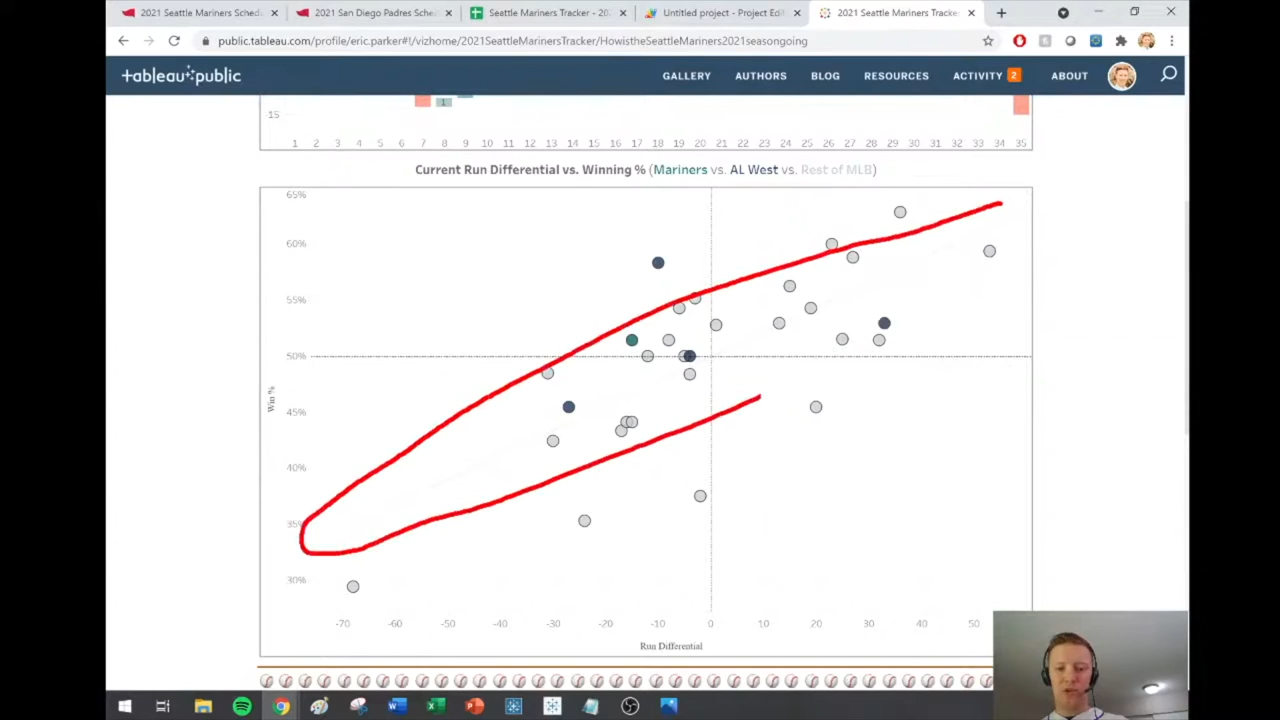 2021 Seattle Mariners Sched
2021 San Diego Padres Sche
Seattle Mariners Tracker - 202
Untitled project - Project Edit
2021 Seattle Mariners Tracker
public.tableau.com/profile/eric.parker#!/vizhome/2021SeattleMarinersTracker/HowistheSeattleMariners2021seasongoing
tableau public
GALLERY AUTHORS BLOG RESOURCES ACTIVITY 2 ABOUT
1
15
1 2 3 4 5 6 7 8 9 10 11 12 13 14 15 16 17 18 19 20 21 22 23 24 25 26 27 28 29 30 31 32 33 34 35
Current Run Differential vs. Winning % (Mariners vs. AL West vs. Rest of MLB)
65%
60%
55%
50%
45%
40%
35%
30%
Win %
-70 -60 -50 -40 -30 -20 -10 0 10 20 30 40 50
Run Differential